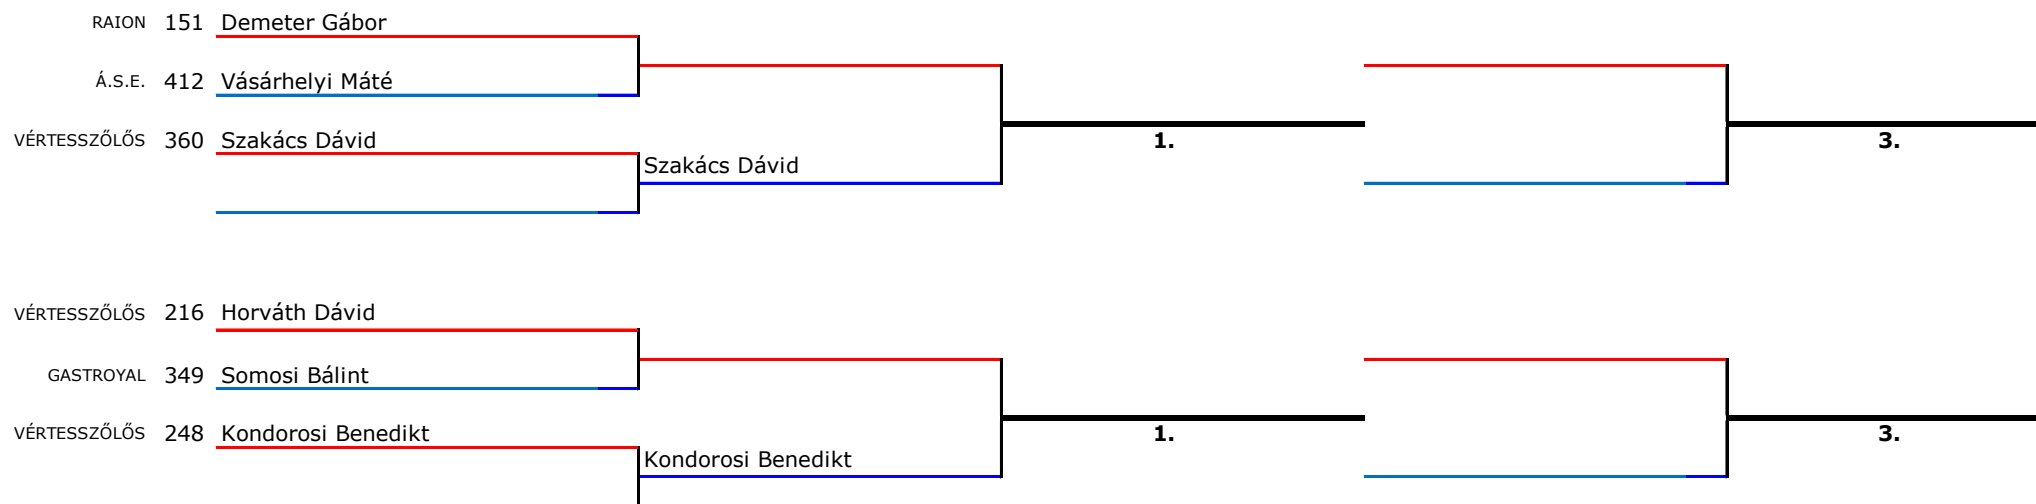 RAION 151 Demeter Gábor
Á.S.E. 412 Vásárhelyi Máté
VÉRTESSZŐLŐS 360 Szakács Dávid 1. 3.
Szakács Dávid
VÉRTESSZŐLŐS 216 Horváth Dávid
GASTROYAL 349 Somosi Bálint
VÉRTESSZŐLŐS 248 Kondorosi Benedikt 1. 3.
Kondorosi Benedikt